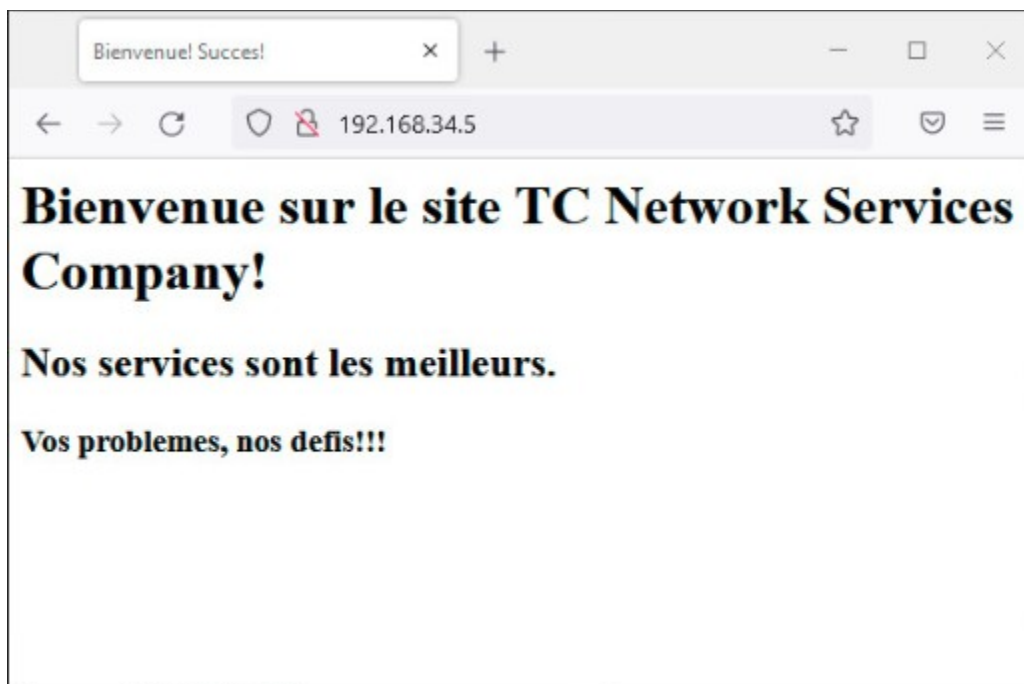 Bienvenue! Succes!
192.168.34.5
Bienvenue sur le site TC Network Services
Company!
Nos services sont les meilleurs.
Vos problemes, nos defis!!!